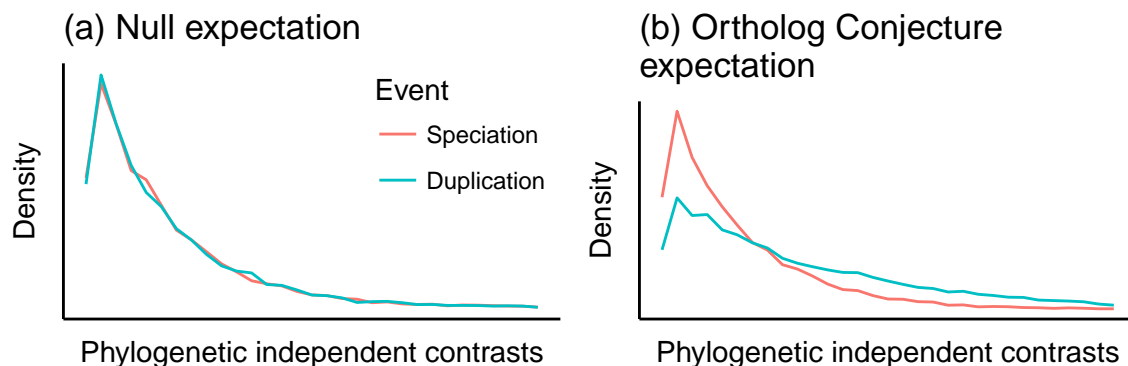 (a) Null expectation
Event
Speciation
Duplication
Density
Phylogenetic independent contrasts
(b) Ortholog Conjecture
expectation
Density
Phylogenetic independent contrasts